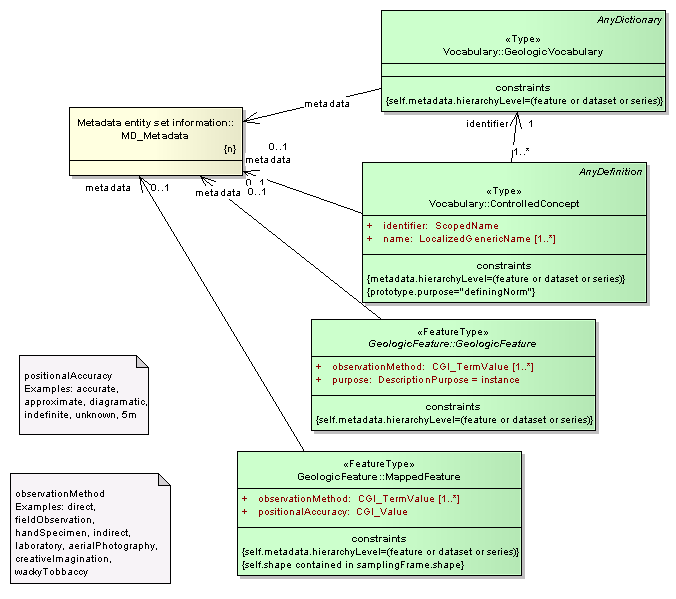 AnyDictionary
«Type»
Vocabulary::GeologicVocabulary
constraints
{self.metadata.hierarchyLevel=(feature or dataset or series)}
metadata
Metadata entity set information::
MD_Metadata
{n}
identifier
1
0..1
metadata
1..*
metadata
0..1
metadata
0..1
0..1
AnyDefinition
«Type»
Vocabulary::ControlledConcept
+ identifier: ScopedName
+ name: LocalizedGenericName [1..*]
constraints
{metadata.hierarchyLevel=(feature or dataset or series)}
{prototype.purpose="definingNorm"}
«FeatureType»
GeologicFeature::GeologicFeature
+ observationMethod: CGI_TermValue [1..*]
+ purpose: DescriptionPurpose = instance
constraints
{self.metadata.hierarchyLevel=(feature or dataset or series)}
positionalAccuracy
Examples: accurate,
approximate, diagramatic,
indefinite, unknown, 5m
«FeatureType»
GeologicFeature::MappedFeature
+ observationMethod: CGI_TermValue [1..*]
+ positionalAccuracy: CGI_Value
constraints
{self.metadata.hierarchyLevel=(feature or dataset or series)}
{self.shape contained in samplingFrame.shape}
observationMethod
Examples: direct,
fieldObservation,
handSpecimen, indirect,
laboratory, aerialPhotography,
creativeImagination,
wackyTobbaccy